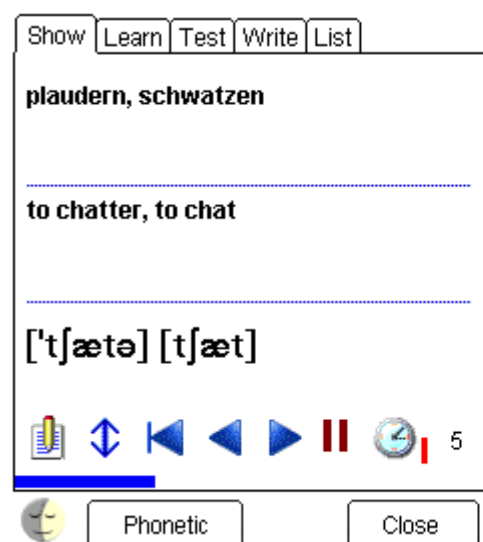 Show Learn Test Write List
plaudern, schwatzen
to chatter, to chat
['tʃætə] [tʃæt]
5
Phonetic Close